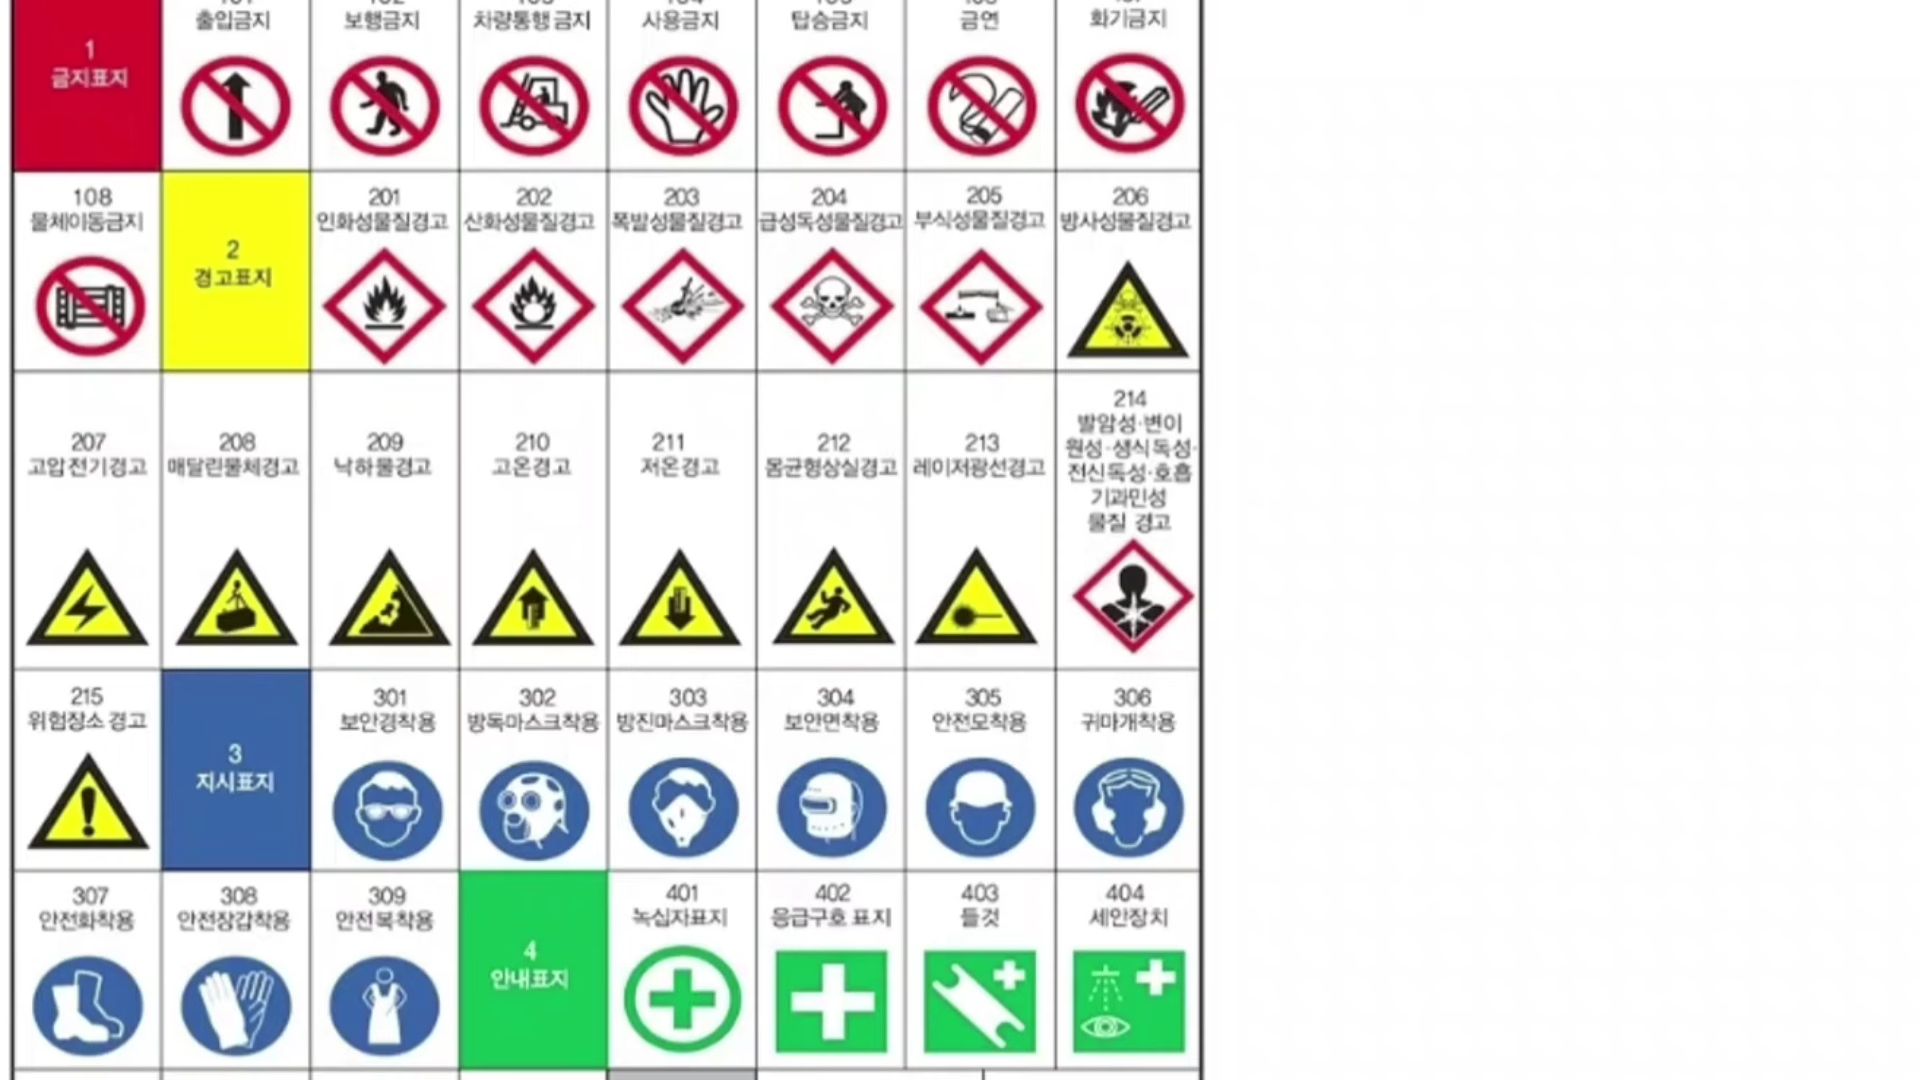 1
금지표지
출입금지
보행금지
차량통행 금지
사용금지
탑승금지
금연
화기금지
108
물체이동금지
2
경고표지
201
인화성물질경고
202
산화성물질경고
203
폭발성물질경고
204
급성독성물질경고
205
부식성물질경고
206
방사성물질경고
207
고압 전기경고
208
매달린물체경고
209
낙하물경고
210
고온경고
211
저온경고
212
몸균형상실경고
213
레이저광선경고
214
발암성·변이
원성·생식독성·
전신독성·호흡
기과민성
물질 경고
215
위험장소 경고
3
지시표지
301
보안경착용
302
방독마스크착용
303
방진마스크착용
304
보안면착용
305
안전모착용
306
귀마개착용
307
안전화착용
308
안전장갑착용
309
안전복착용
4
안내표지
401
녹십자표지
402
응급구호 표지
403
들것
404
세안장치